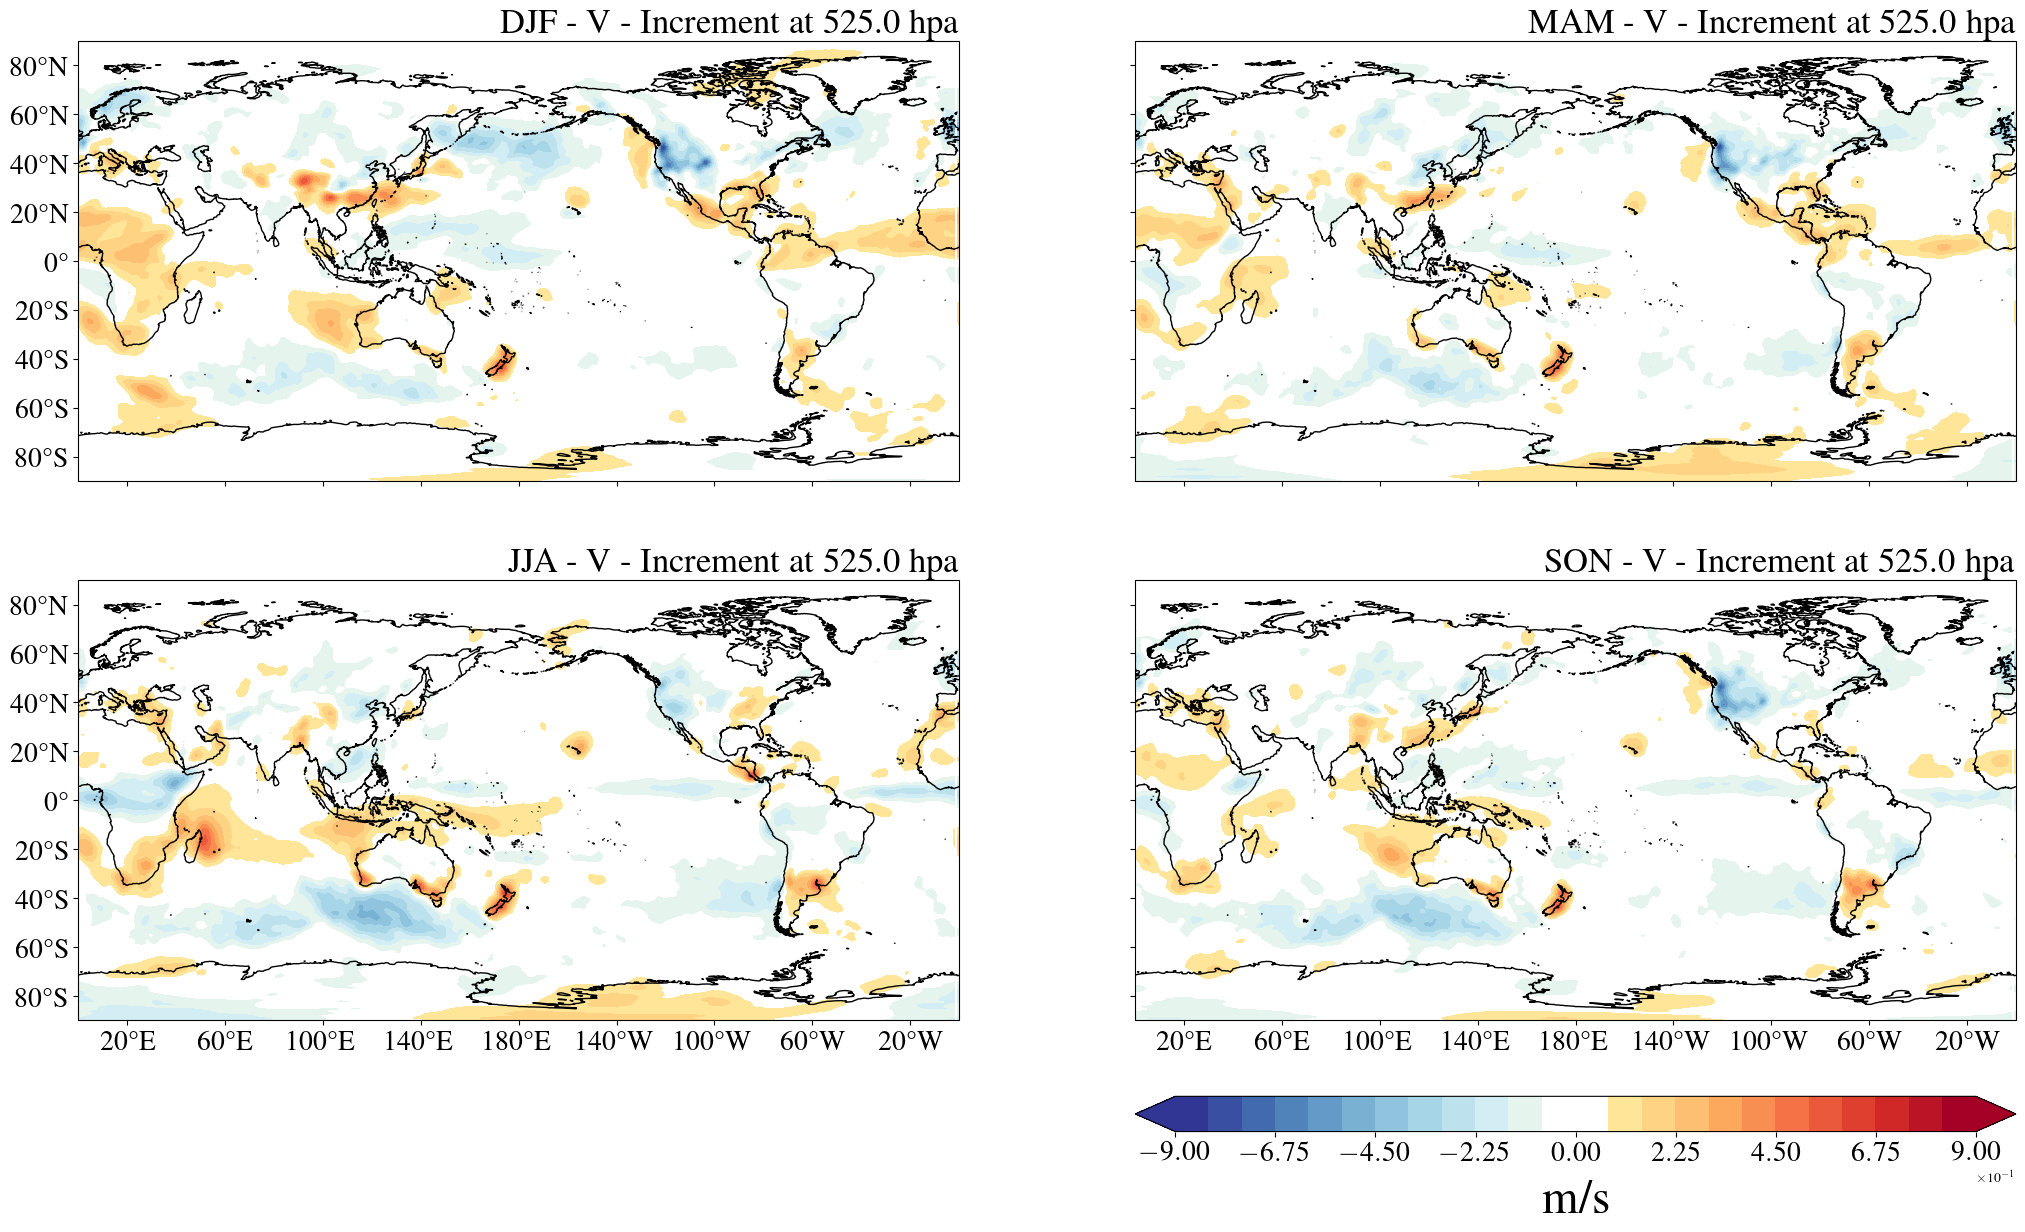 DJF - V - Increment at 525.0 hpa
MAM - V - Increment at 525.0 hpa
80°N
60°N
40°N
20°N
0°
20°S
40°S
60°S
80°S
JJA - V - Increment at 525.0 hpa
SON - V - Increment at 525.0 hpa
80°N
60°N
40°N
20°N
0°
20°S
40°S
60°S
80°S
20°E 60°E 100°E 140°E 180°E 140°W 100°W 60°W 20°W
20°E 60°E 100°E 140°E 180°E 140°W 100°W 60°W 20°W
−9.00 −6.75 −4.50 −2.25 0.00 2.25 4.50 6.75 9.00
×10⁻¹
m/s